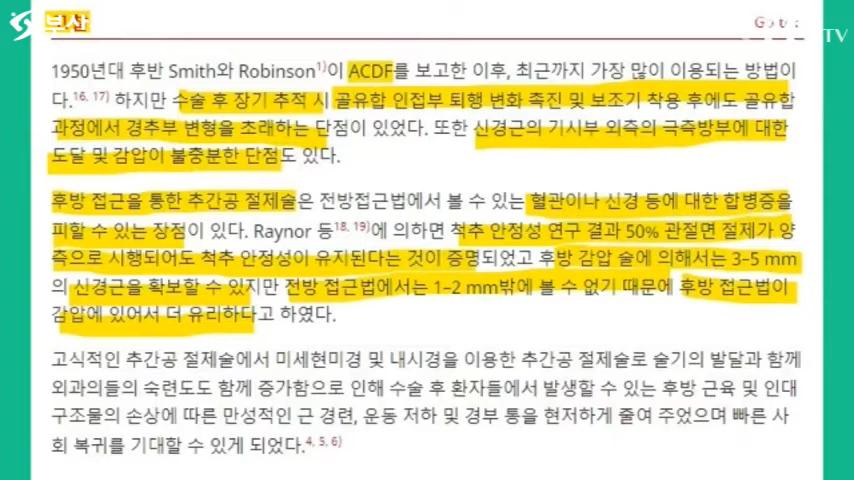 부산
TV
1950년대 후반 Smith와 Robinson1)이 ACDF를 보고한 이후, 최근까지 가장 많이 이용되는 방법이
다.16, 17) 하지만 수술 후 장기 추적 시 골유합 인접부 퇴행 변화 촉진 및 보조기 착용 후에도 골유합
과정에서 경추부 변형을 초래하는 단점이 있었다. 또한 신경근의 기시부 외측의 극측방부에 대한
도달 및 감압이 불충분한 단점도 있다.
후방 접근을 통한 추간공 절제술은 전방접근법에서 볼 수 있는 혈관이나 신경 등에 대한 합병증을
피할 수 있는 장점이 있다. Raynor 등18, 19)에 의하면 척추 안정성 연구 결과 50% 관절면 절제가 양
측으로 시행되어도 척추 안정성이 유지된다는 것이 증명되었고 후방 감압 술에 의해서는 3–5 mm
의 신경근을 확보할 수 있지만 전방 접근법에서는 1–2 mm밖에 볼 수 없기 때문에 후방 접근법이
감압에 있어서 더 유리하다고 하였다.
고식적인 추간공 절제술에서 미세현미경 및 내시경을 이용한 추간공 절제술로 술기의 발달과 함께
외과의들의 숙련도도 함께 증가함으로 인해 수술 후 환자들에서 발생할 수 있는 후방 근육 및 인대
구조물의 손상에 따른 만성적인 근 경련, 운동 저하 및 경부 통을 현저하게 줄여 주었으며 빠른 사
회 복귀를 기대할 수 있게 되었다.4, 5, 6)